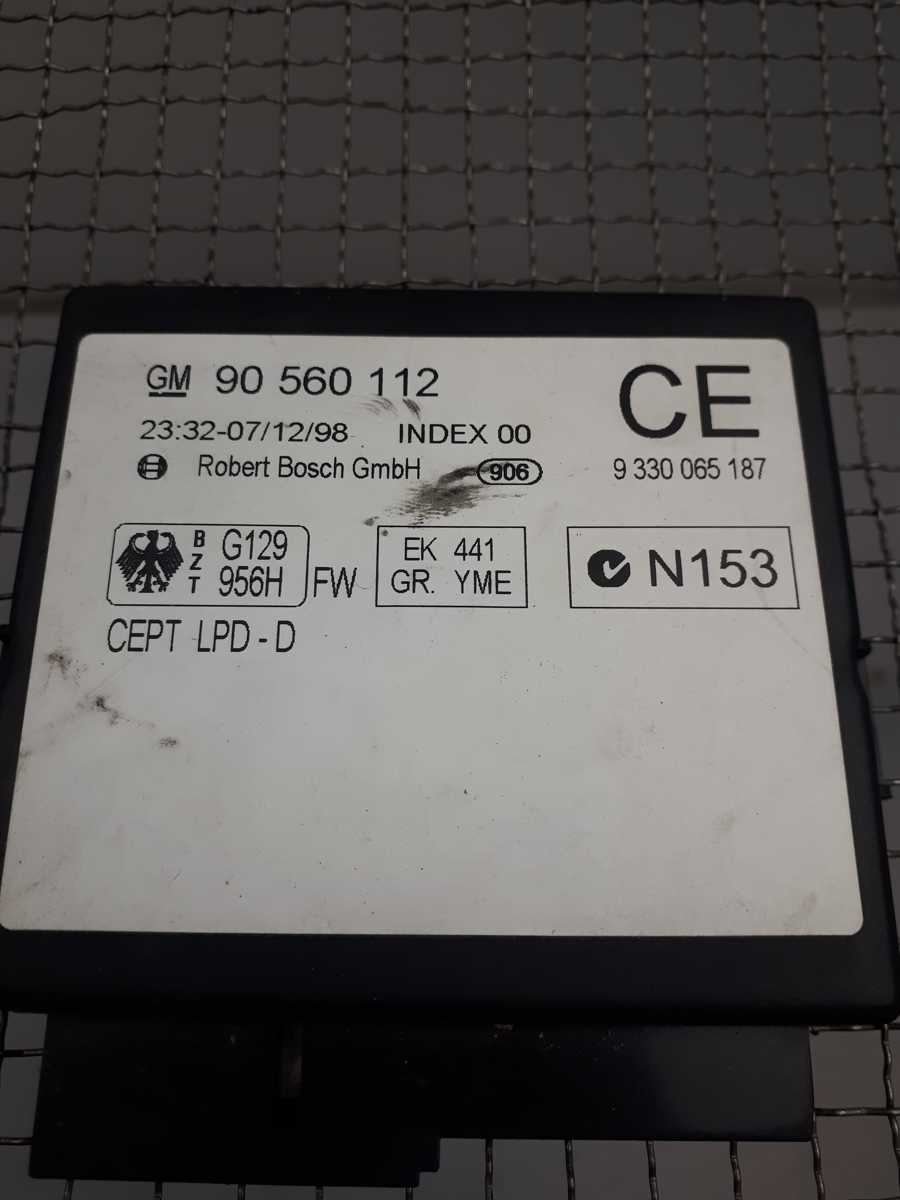 GM 90 560 112
CE
23:32-07/12/98 INDEX 00
Robert Bosch GmbH 906
9 330 065 187
BZT G129
956H
FW
EK 441
GR. YME
N153
CEPT LPD - D